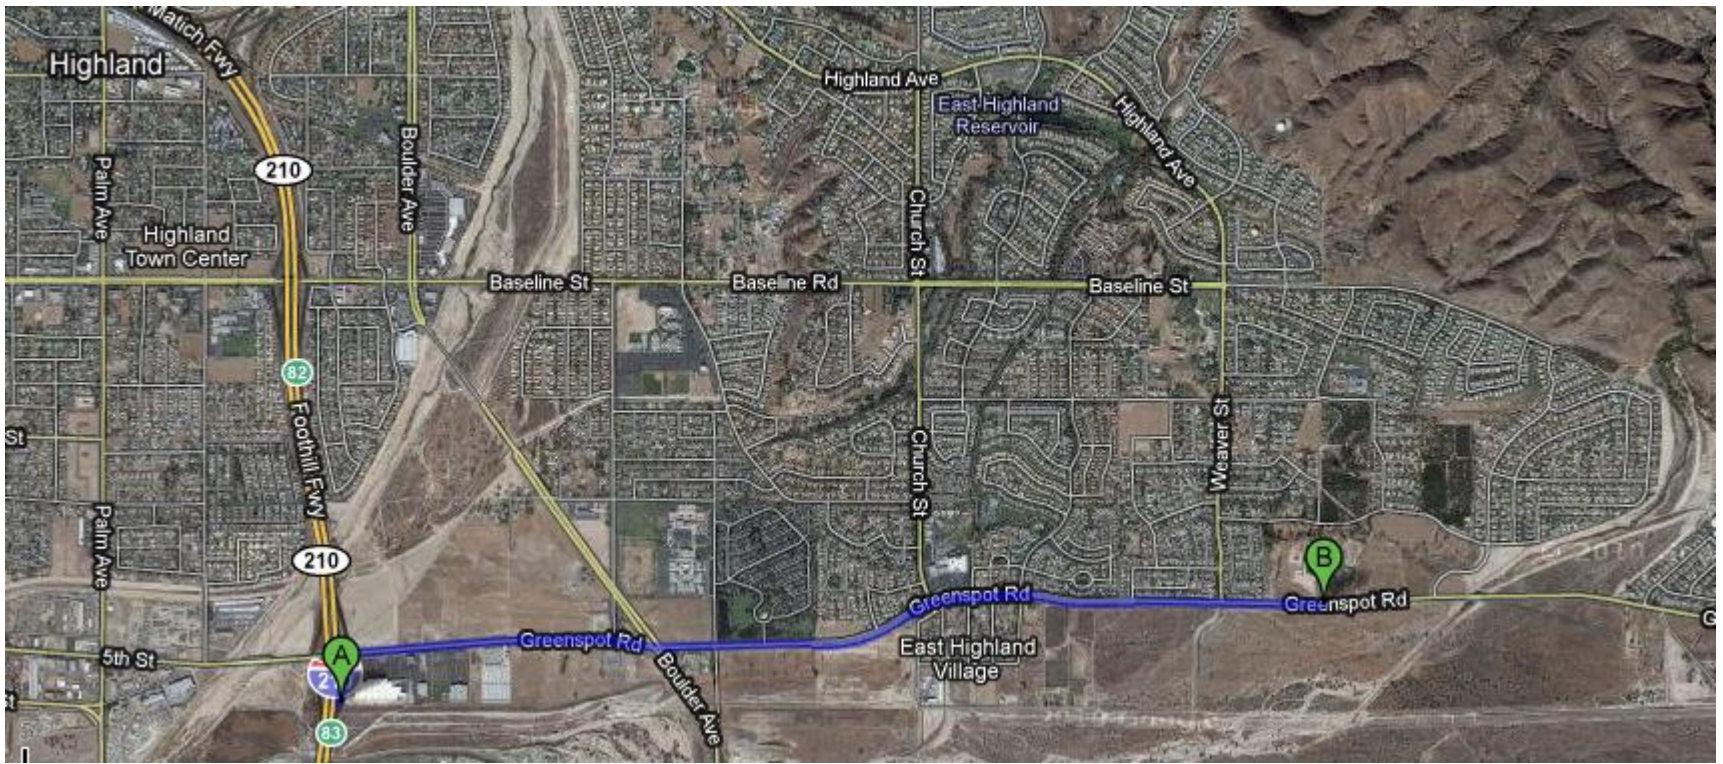 Matich Fwy
Highland
210
Palm Ave
Boulder Ave
Highland Ave
East Highland
Reservoir
Highland Ave
Church St
Highland
Town Center
Baseline St
Baseline Rd
Baseline St
82
Foothill Fwy
St
Church St
Weaver St
Palm Ave
210
B
Greenspot Rd
Greenspot Rd
Greenspot Rd
G
5th St
A
East Highland
Village
Boulder Ave
83